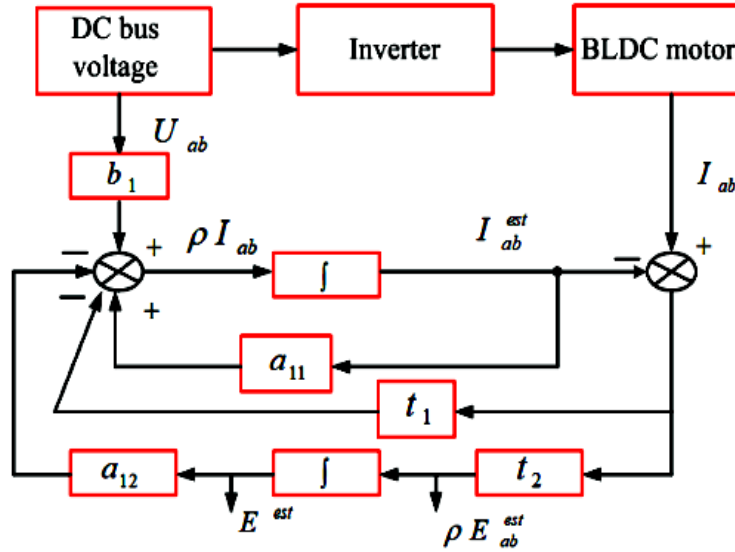 DC bus
voltage
Inverter
BLDC motor
U ab
I ab
b 1
ρ I ab
I ab est
− + − +
− +
∫
a 11
t 1
a 12
∫
t 2
E est
ρ E ab est